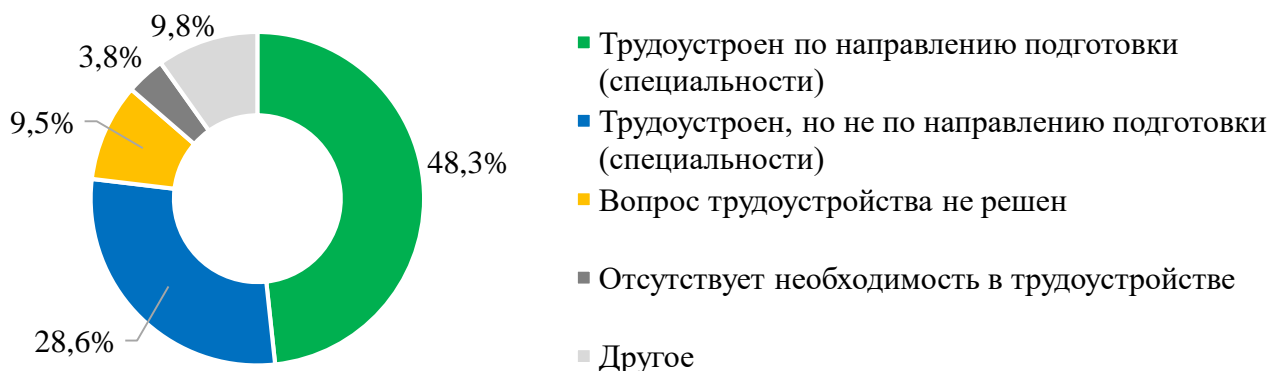 9,8%
3,8%
9,5%
48,3%
28,6%
Трудоустроен по направлению подготовки
(специальности)
Трудоустроен, но не по направлению подготовки
(специальности)
Вопрос трудоустройства не решен
Отсутствует необходимость в трудоустройстве
Другое